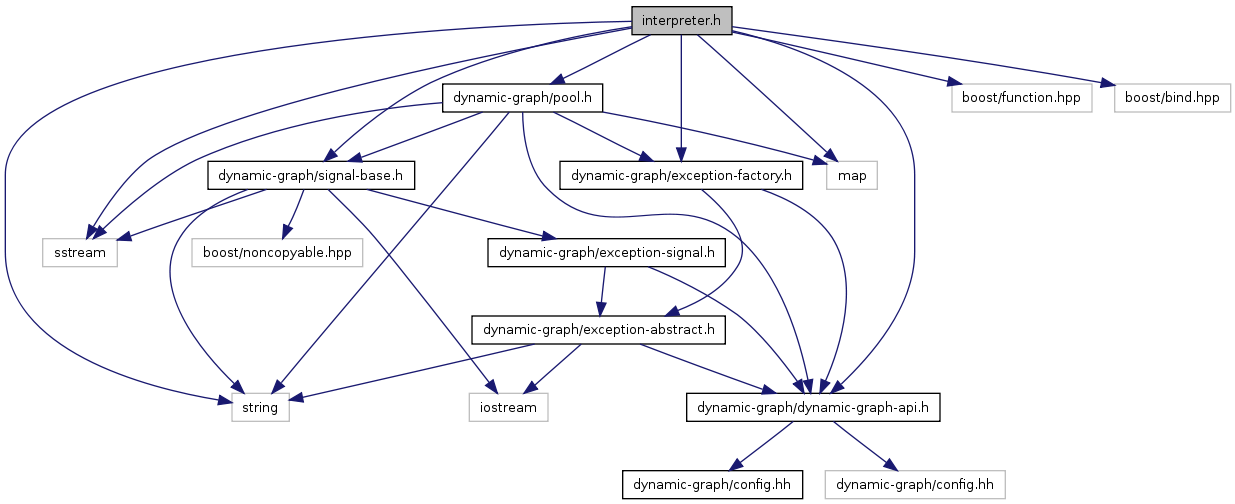 interpreter.h
dynamic-graph/pool.h
boost/function.hpp
boost/bind.hpp
dynamic-graph/signal-base.h
dynamic-graph/exception-factory.h
map
sstream
boost/noncopyable.hpp
dynamic-graph/exception-signal.h
dynamic-graph/exception-abstract.h
string
iostream
dynamic-graph/dynamic-graph-api.h
dynamic-graph/config.hh
dynamic-graph/config.hh